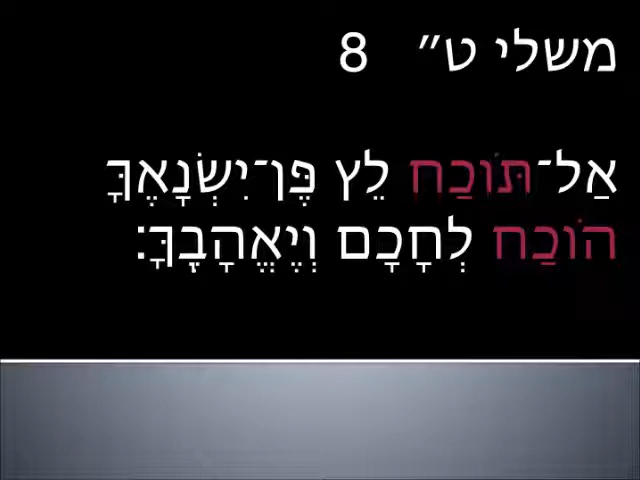 משלי ט״ 8
אַל־תּוֹכַח לֵץ פֶּן־יִשְׂנָאֶךָּ
הוֹכַח לְחָכָם וְיֶאֱהָבֶךָּ׃